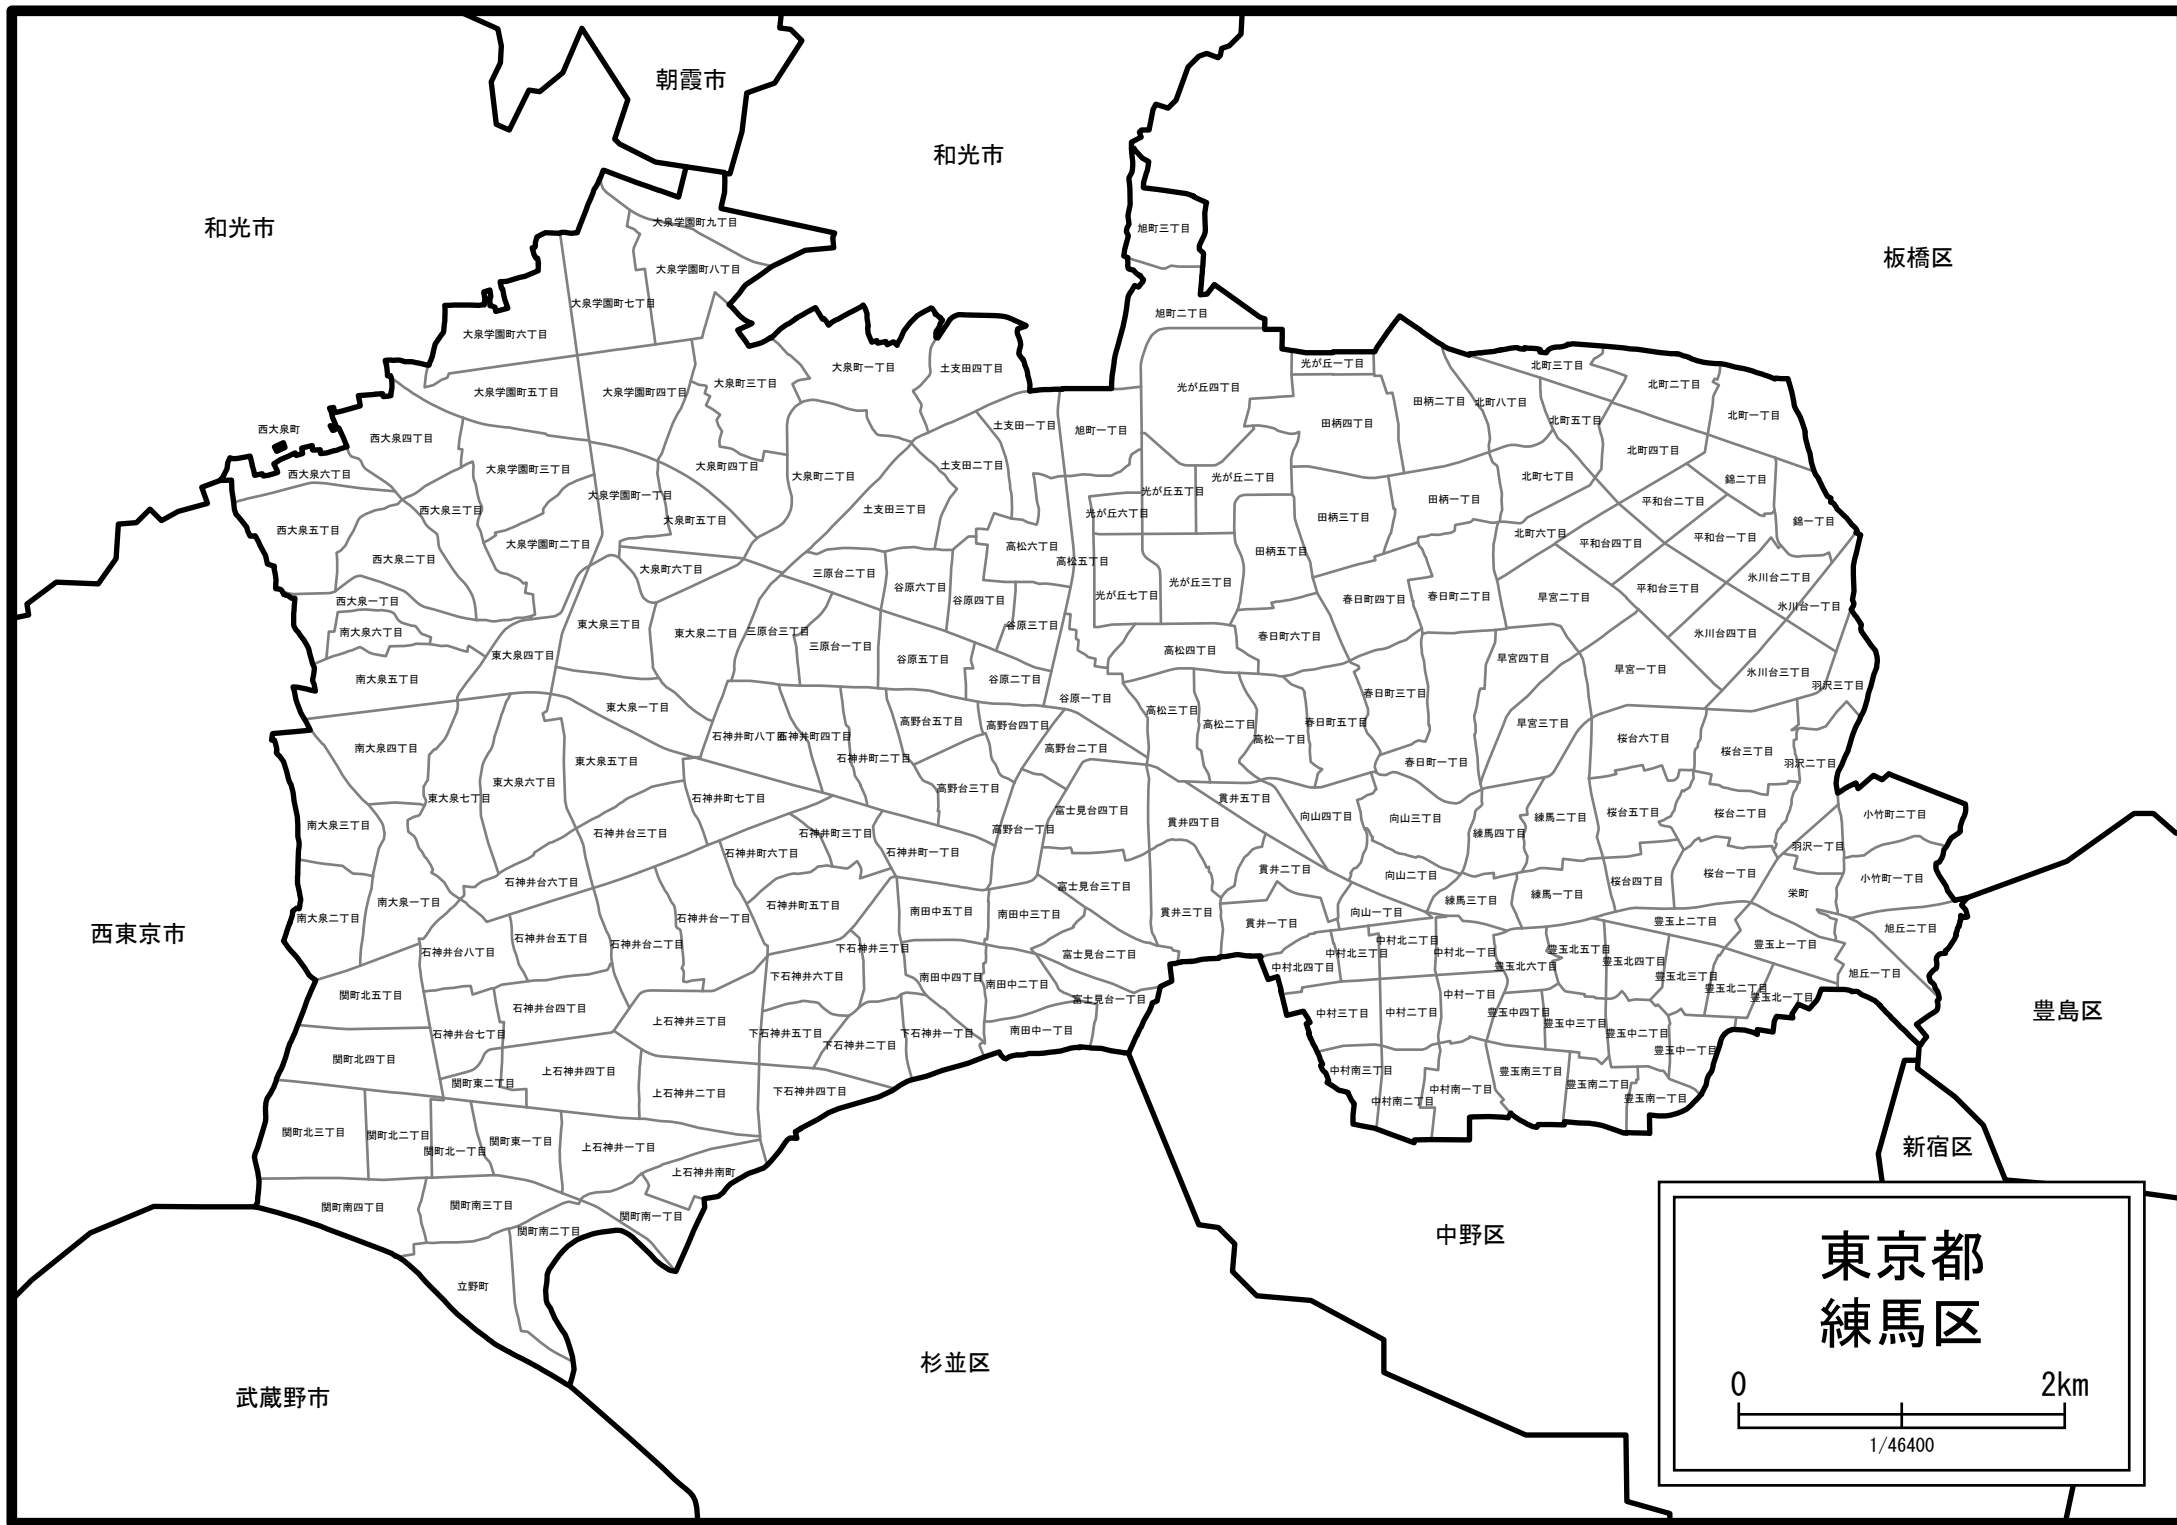 朝霞市
和光市
和光市
板橋区
大泉学園町九丁目
旭町三丁目
大泉学園町八丁目
大泉学園町七丁目
旭町二丁目
大泉学園町六丁目
大泉町一丁目
土支田四丁目
光が丘一丁目
北町三丁目
大泉学園町五丁目
大泉学園町四丁目
大泉町三丁目
光が丘四丁目
北町二丁目
田柄二丁目
北町八丁目
北町一丁目
西大泉町
西大泉四丁目
土支田一丁目
旭町一丁目
田柄四丁目
北町五丁目
西大泉六丁目
大泉学園町三丁目
大泉町四丁目
大泉町二丁目
土支田二丁目
光が丘二丁目
北町七丁目
北町四丁目
錦二丁目
西大泉三丁目
大泉学園町一丁目
光が丘五丁目
田柄一丁目
平和台二丁目
西大泉五丁目
大泉町五丁目
土支田三丁目
光が丘六丁目
田柄三丁目
錦一丁目
西大泉二丁目
大泉学園町二丁目
高松六丁目
田柄五丁目
北町六丁目
平和台四丁目
平和台一丁目
大泉町六丁目
三原台二丁目
谷原六丁目
高松五丁目
光が丘三丁目
平和台三丁目
氷川台二丁目
西大泉一丁目
谷原四丁目
光が丘七丁目
春日町四丁目
春日町二丁目
早宮二丁目
氷川台一丁目
南大泉六丁目
東大泉三丁目
東大泉二丁目
三原台三丁目
三原台一丁目
谷原三丁目
春日町六丁目
氷川台四丁目
東大泉四丁目
谷原五丁目
高松四丁目
早宮四丁目
早宮一丁目
氷川台三丁目
南大泉五丁目
谷原二丁目
羽沢三丁目
東大泉一丁目
谷原一丁目
高松三丁目
春日町三丁目
石神井町八丁目
石神井町四丁目
高野台五丁目
高野台四丁目
高松二丁目
春日町五丁目
早宮三丁目
南大泉四丁目
石神井町二丁目
高野台二丁目
高松一丁目
桜台六丁目
桜台三丁目
東大泉五丁目
春日町一丁目
羽沢二丁目
東大泉七丁目
東大泉六丁目
石神井町七丁目
高野台三丁目
貫井五丁目
南大泉三丁目
石神井台三丁目
石神井町三丁目
高野台一丁目
富士見台四丁目
貫井四丁目
向山四丁目
向山三丁目
練馬四丁目
練馬二丁目
桜台五丁目
桜台二丁目
小竹町二丁目
石神井町六丁目
石神井町一丁目
羽沢一丁目
南大泉二丁目
南大泉一丁目
石神井台六丁目
富士見台三丁目
貫井二丁目
向山二丁目
桜台四丁目
桜台一丁目
小竹町一丁目
石神井台一丁目
石神井町五丁目
南田中五丁目
南田中三丁目
貫井三丁目
貫井一丁目
向山一丁目
練馬三丁目
練馬一丁目
栄町
西東京市
石神井台八丁目
石神井台五丁目
石神井台二丁目
下石神井三丁目
富士見台二丁目
中村北三丁目
中村北二丁目
中村北一丁目
豊玉上二丁目
豊玉上一丁目
旭丘二丁目
関町北五丁目
下石神井六丁目
南田中四丁目
南田中二丁目
中村北四丁目
豊玉北六丁目
豊玉北五丁目
豊玉北四丁目
豊玉北三丁目
豊玉北二丁目
豊玉北一丁目
旭丘一丁目
石神井台七丁目
石神井台四丁目
上石神井三丁目
下石神井五丁目
下石神井二丁目
下石神井一丁目
富士見台一丁目
南田中一丁目
中村三丁目
中村二丁目
中村一丁目
豊玉中四丁目
豊玉中三丁目
豊玉中二丁目
豊玉中一丁目
豊島区
関町北四丁目
関町東二丁目
上石神井四丁目
上石神井二丁目
下石神井四丁目
中村南三丁目
中村南二丁目
中村南一丁目
豊玉南三丁目
豊玉南二丁目
豊玉南一丁目
関町北三丁目
関町北二丁目
関町北一丁目
関町東一丁目
上石神井一丁目
上石神井南町
新宿区
関町南四丁目
関町南三丁目
関町南二丁目
関町南一丁目
中野区
立野町
杉並区
武蔵野市
東京都
練馬区
0 2km
1/46400